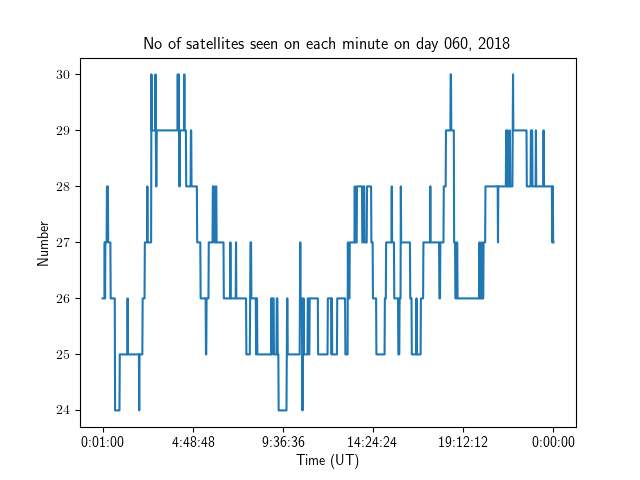 No of satellites seen on each minute on day 060, 2018
30
29
28
27
26
25
24
Number
0:01:00 4:48:48 9:36:36 14:24:24 19:12:12 0:00:00
Time (UT)